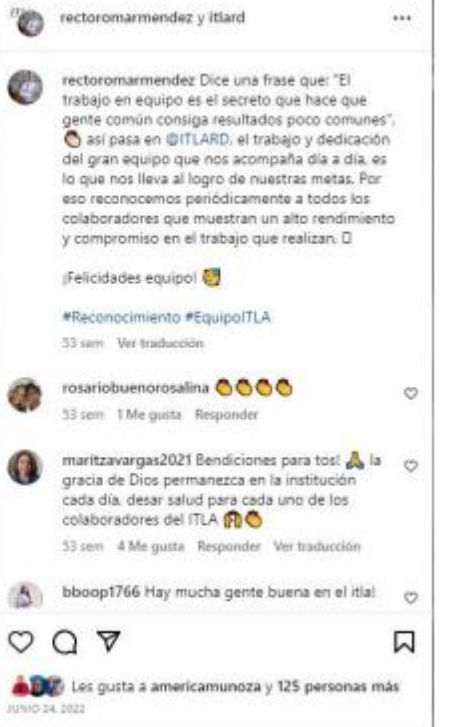 rectoromarmendez y itlard
rectoromarmendez Dice una frase que: "El
trabajo en equipo es el secreto que hace que
gente común consiga resultados poco comunes",
👏 así pasa en @ITLARD, el trabajo y dedicación
del gran equipo que nos acompaña día a día, es
lo que nos lleva al logro de nuestras metas. Por
eso reconocemos periódicamente a todos los
colaboradores que muestran un alto rendimiento
y compromiso en el trabajo que realizan. 
¡Felicidades equipo! 🥳
#Reconocimiento #EquipoITLA
53 sem Ver traducción
rosariobuenorosalina 👏👏👏👏
53 sem 1 Me gusta Responder
maritzavargas2021 Bendiciones para tos! 🙏 la
gracia de Dios permanezca en la institución
cada día, desar salud para cada uno de los
colaboradores del ITLA 🙌👏
53 sem 4 Me gusta Responder Ver traducción
bboop1766 Hay mucha gente buena en el itla!
Les gusta a americamunoza y 125 personas más
JUNIO 24, 2022